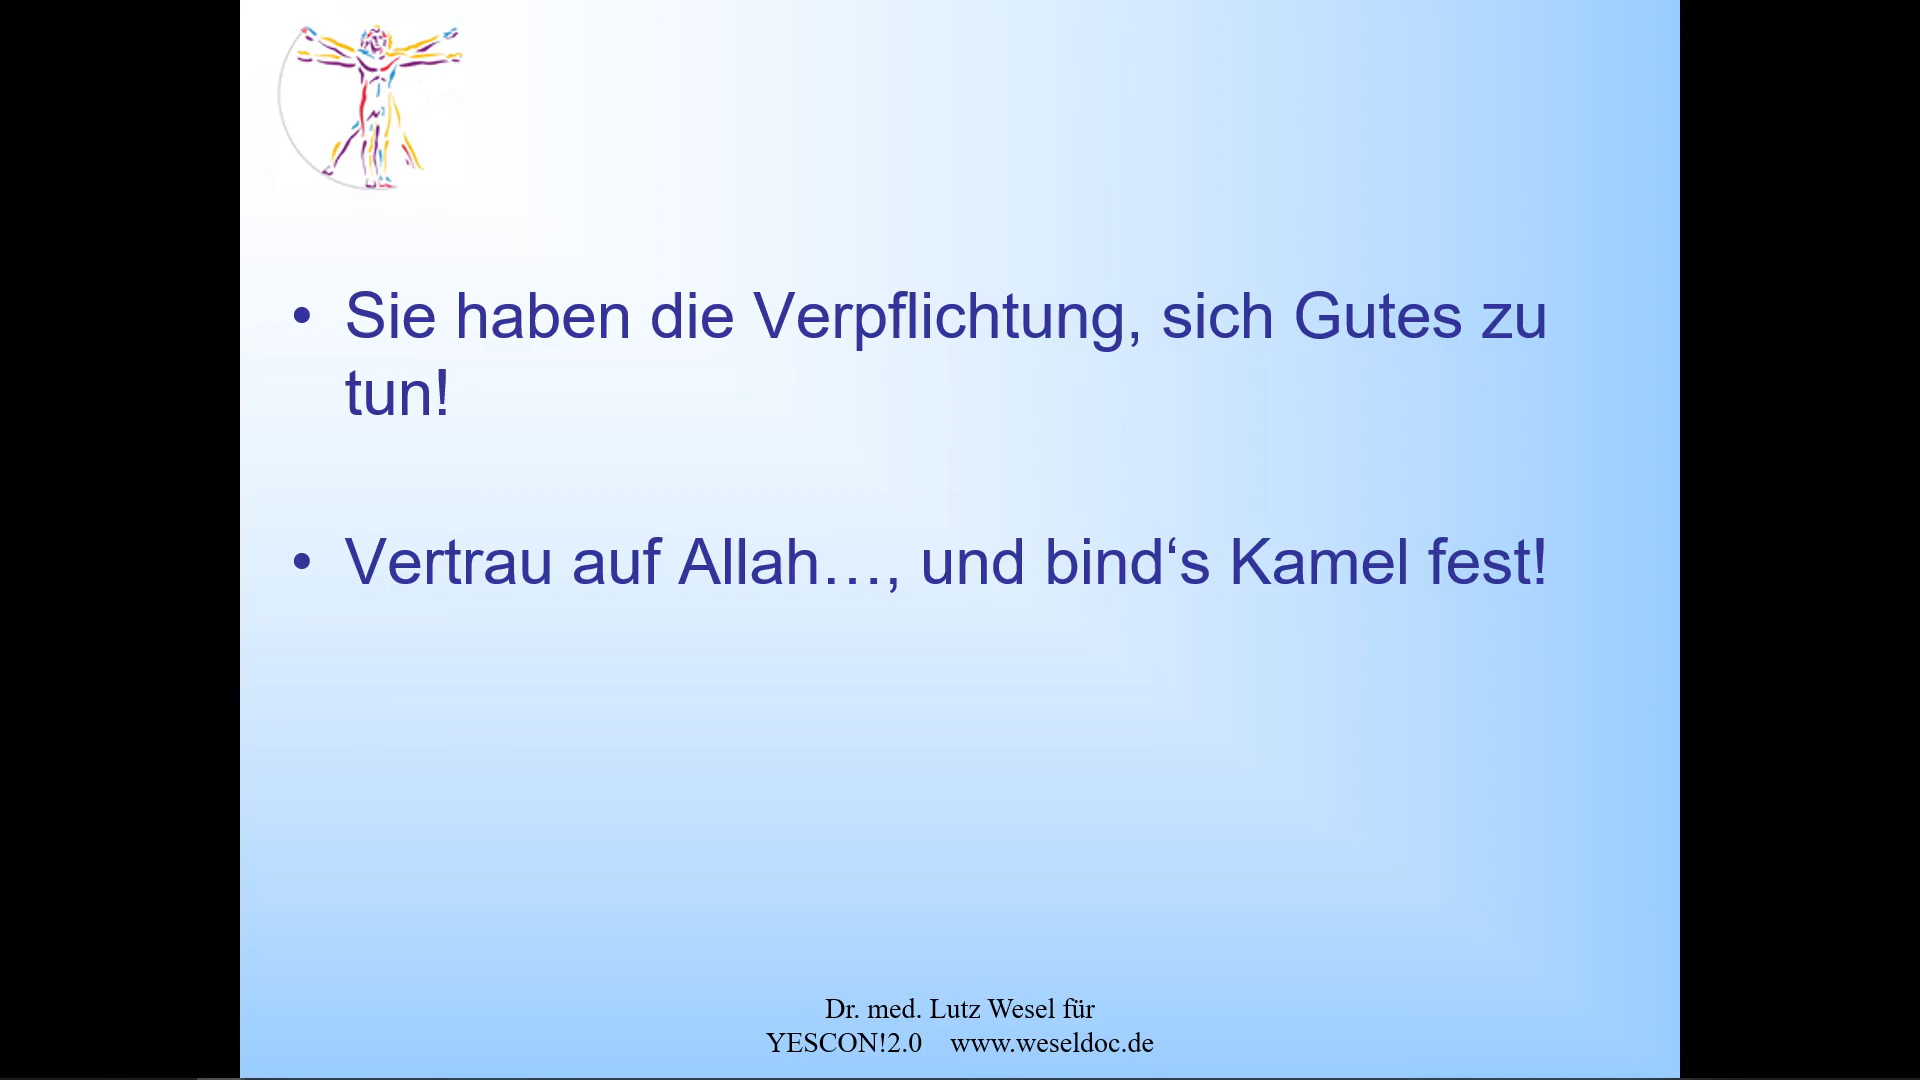 • Sie haben die Verpflichtung, sich Gutes zu
tun!
• Vertrau auf Allah…, und bind‘s Kamel fest!
Dr. med. Lutz Wesel für
YESCON!2.0 www.weseldoc.de